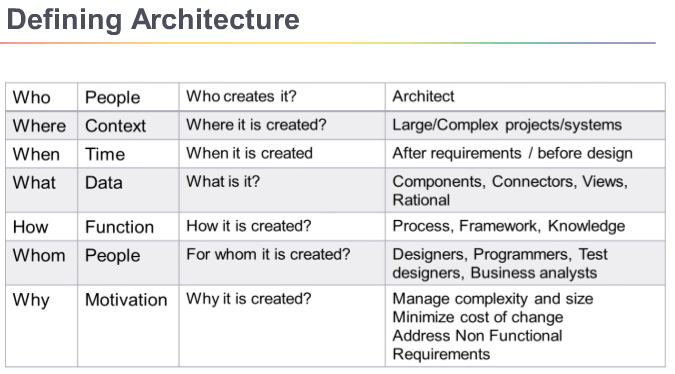 Defining Architecture
Who People Who creates it? Architect
Where Context Where it is created? Large/Complex projects/systems
When Time When it is created After requirements / before design
What Data What is it? Components, Connectors, Views,
Rational
How Function How it is created? Process, Framework, Knowledge
Whom People For whom it is created? Designers, Programmers, Test
designers, Business analysts
Why Motivation Why it is created? Manage complexity and size
Minimize cost of change
Address Non Functional
Requirements